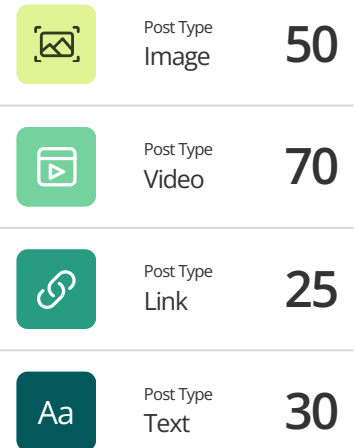 Post Type
Image
50
Post Type
Video
70
Post Type
Link
25
Aa
Post Type
Text
30